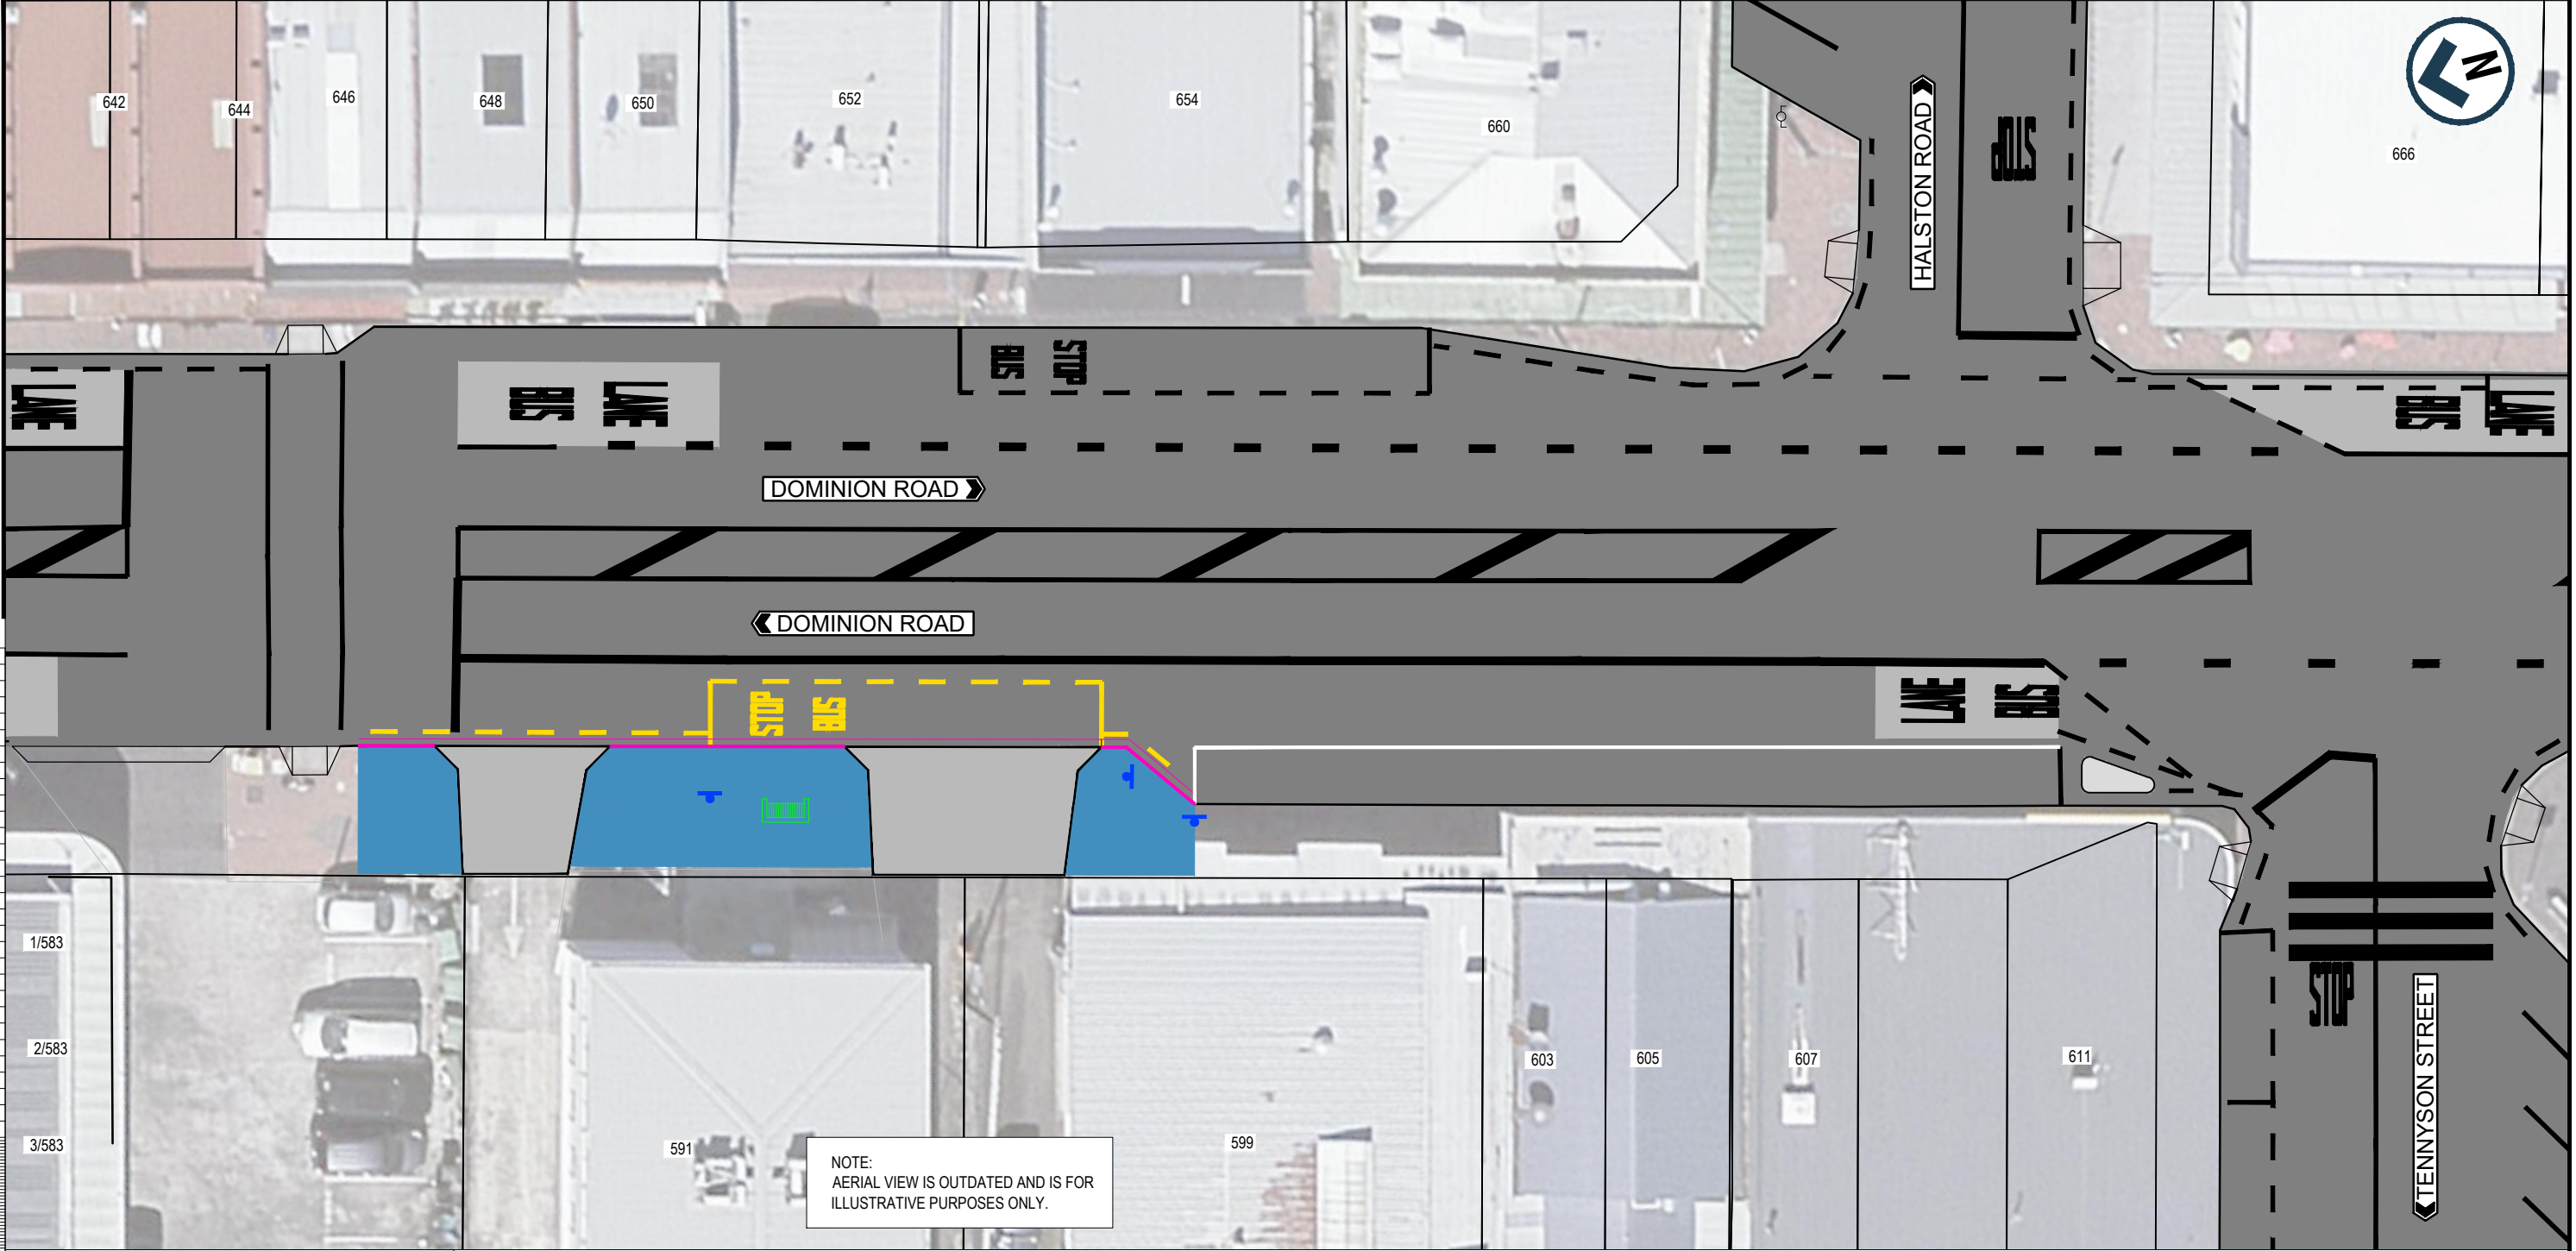 642
644
646
648
650
652
654
660
666
N
HALSTON ROAD
STOP
LANE
BUS
LANE
BUS
STOP
BUS
LANE
DOMINION ROAD
DOMINION ROAD
STOP
BUS
LANE
BUS
1/583
2/583
3/583
591
599
603
605
607
611
STOP
TENNYSON STREET
NOTE:
AERIAL VIEW IS OUTDATED AND IS FOR
ILLUSTRATIVE PURPOSES ONLY.